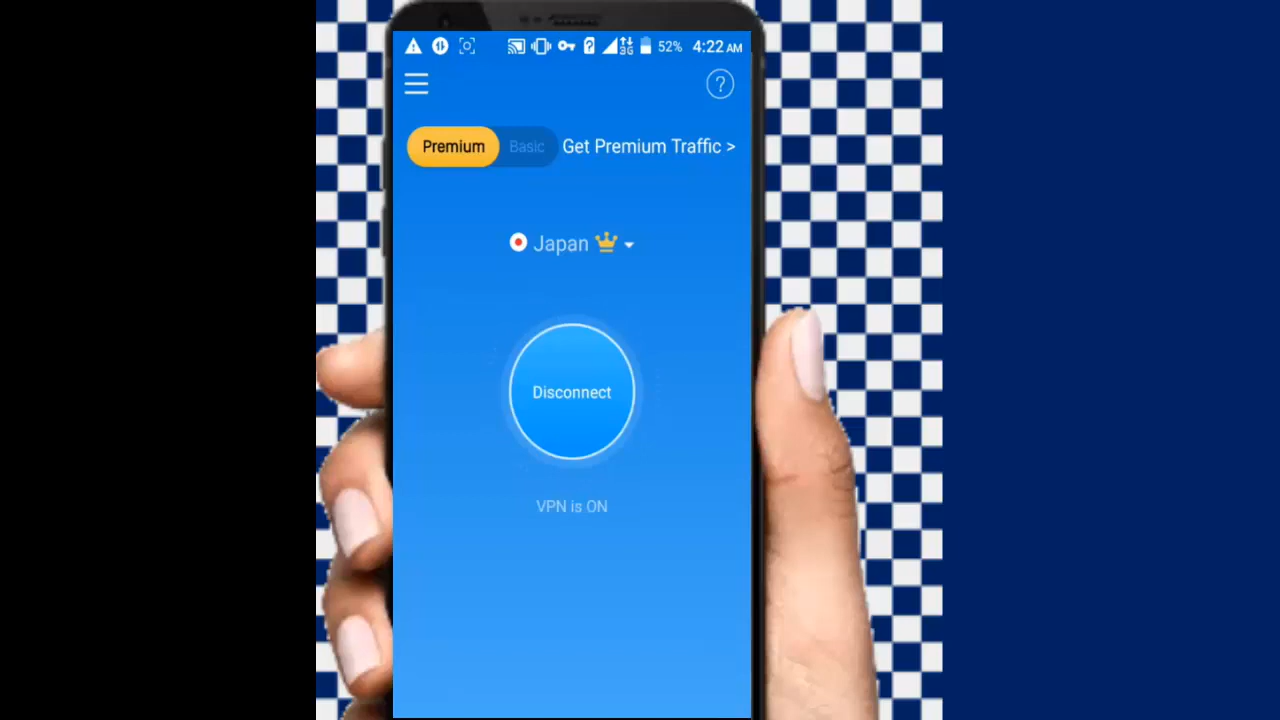 52% 4:22 AM
Premium Basic Get Premium Traffic >
Japan
Disconnect
VPN is ON